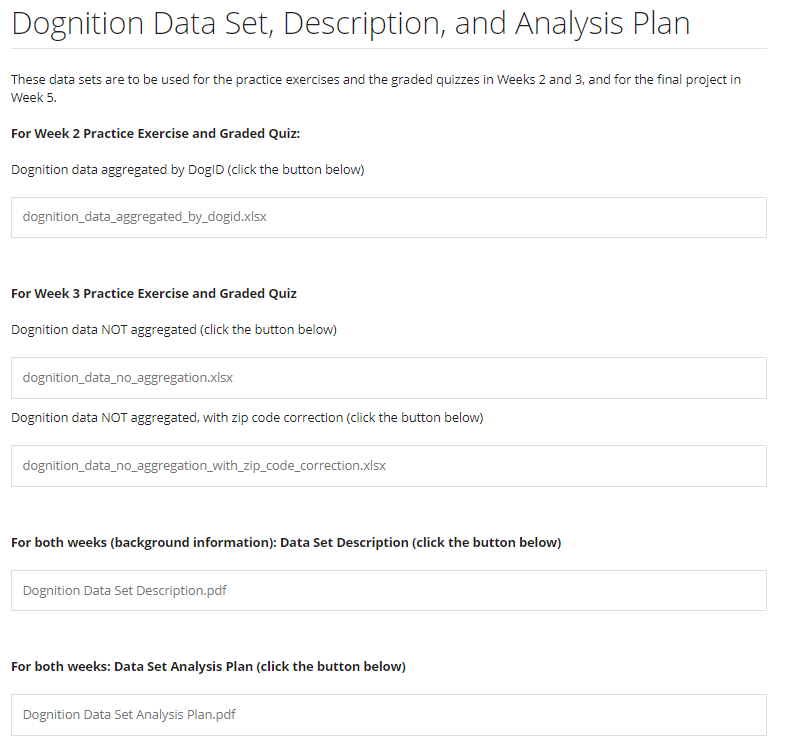 Dognition Data Set, Description, and Analysis Plan
These data sets are to be used for the practice exercises and the graded quizzes in Weeks 2 and 3, and for the final project in
Week 5.
For Week 2 Practice Exercise and Graded Quiz:
Dognition data aggregated by DogID (click the button below)
dognition_data_aggregated_by_dogid.xlsx
For Week 3 Practice Exercise and Graded Quiz
Dognition data NOT aggregated (click the button below)
dognition_data_no_aggregation.xlsx
Dognition data NOT aggregated, with zip code correction (click the button below)
dognition_data_no_aggregation_with_zip_code_correction.xlsx
For both weeks (background information): Data Set Description (click the button below)
Dognition Data Set Description.pdf
For both weeks: Data Set Analysis Plan (click the button below)
Dognition Data Set Analysis Plan.pdf